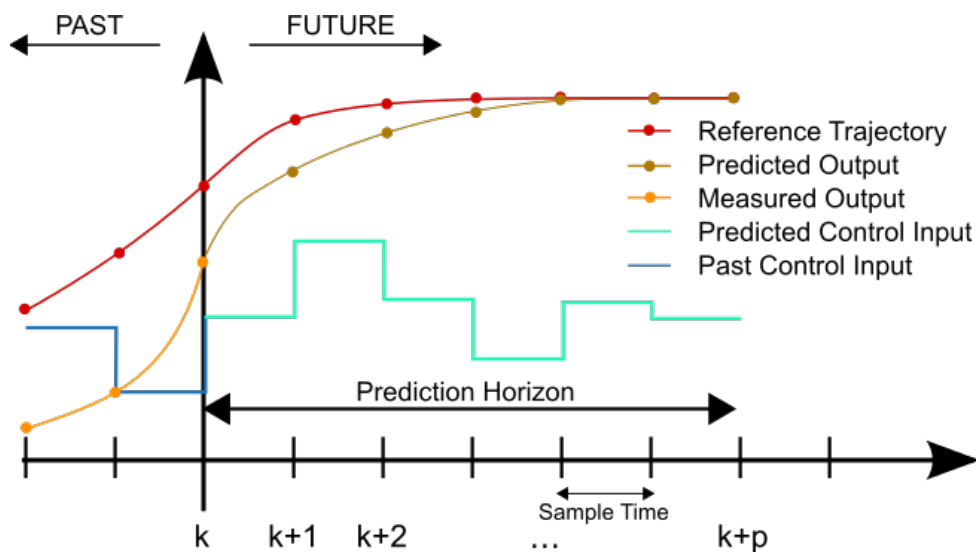 PAST
FUTURE
Reference Trajectory
Predicted Output
Measured Output
Predicted Control Input
Past Control Input
Prediction Horizon
Sample Time
k
k+1
k+2
...
k+p